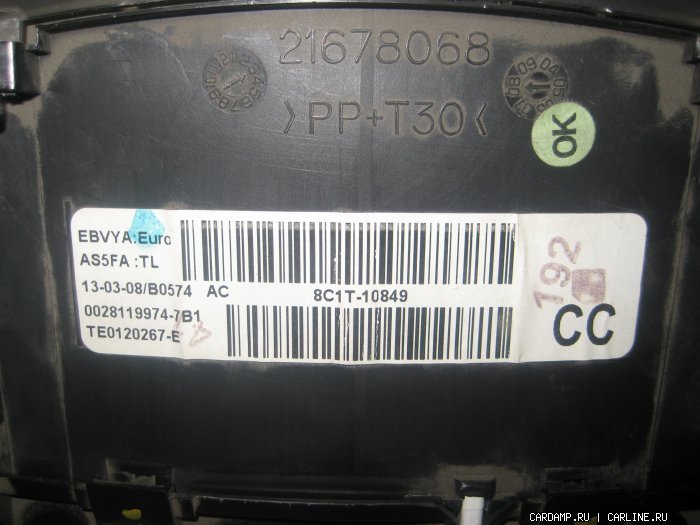 21678068
>PP+T30<
OK
EBVYA:Euro
AS5FA :TL
13-03-08/B0574 AC
8C1T-10849
0028119974-7B1
TE0120267-E
192
CC
CARDAMP.RU | CARLINE.RU